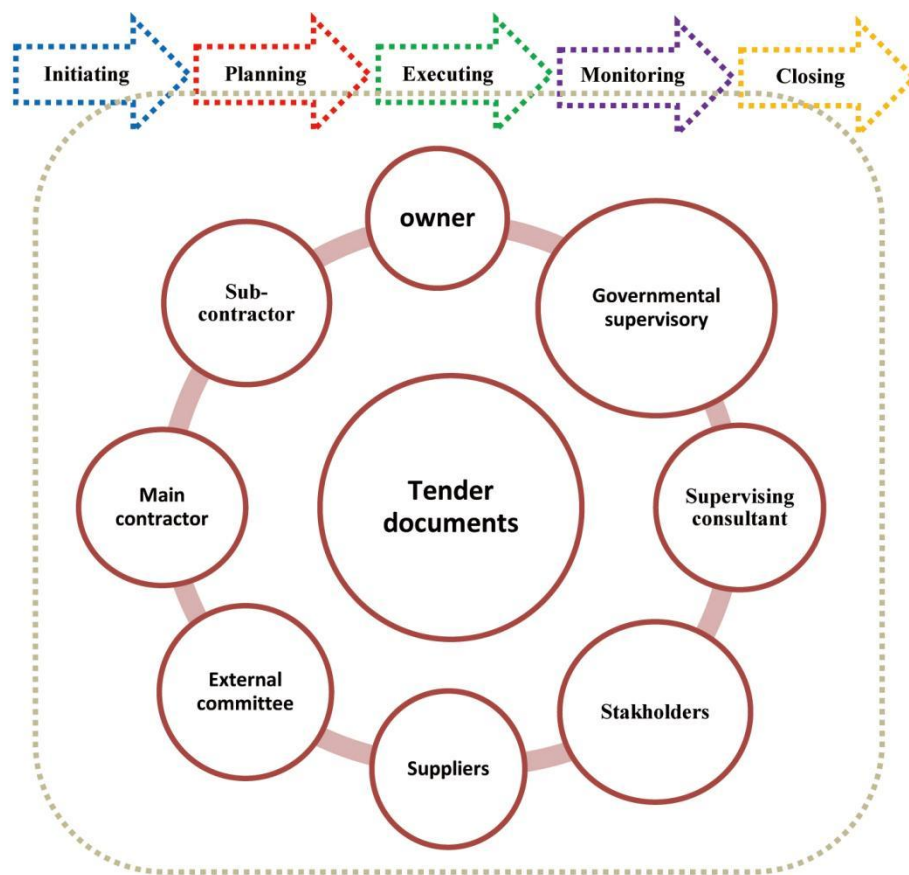 Initiating
Planning
Executing
Monitoring
Closing
owner
Governmental
supervisory
Sub-
contractor
Tender
documents
Main
contractor
Supervising
consultant
External
committee
Stakholders
Suppliers